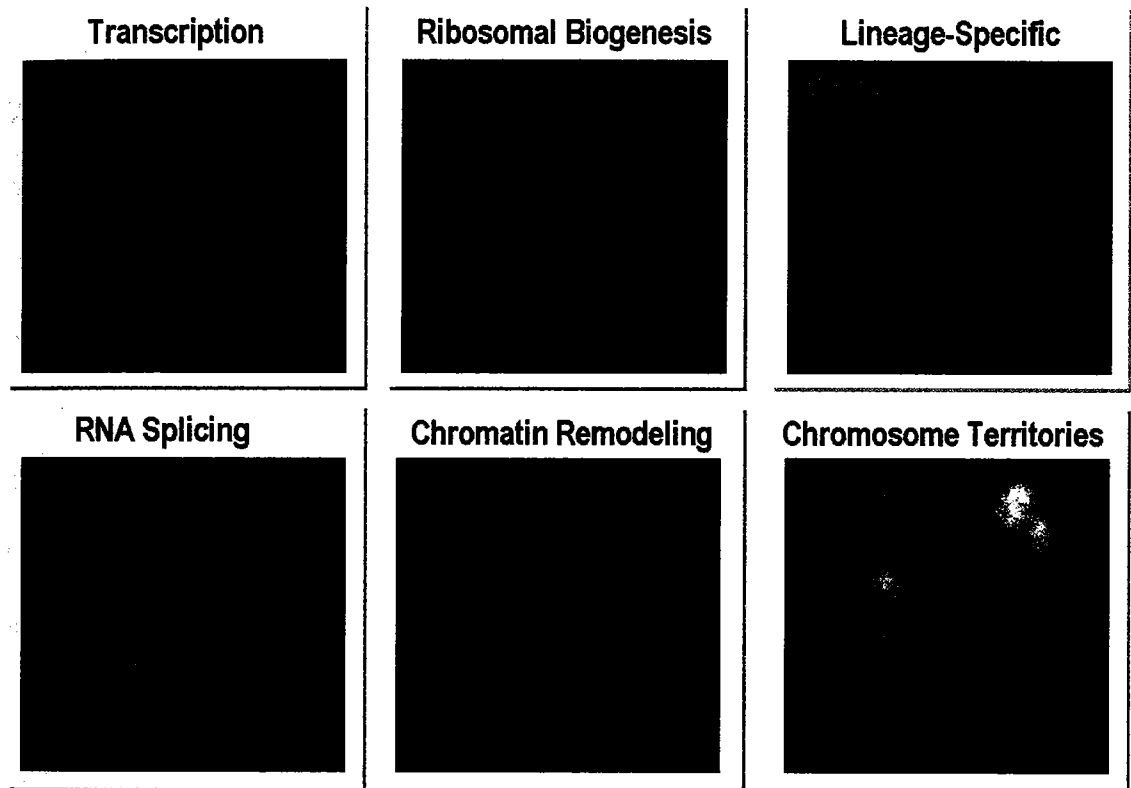 Transcription
Ribosomal Biogenesis
Lineage-Specific
RNA Splicing
Chromatin Remodeling
Chromosome Territories